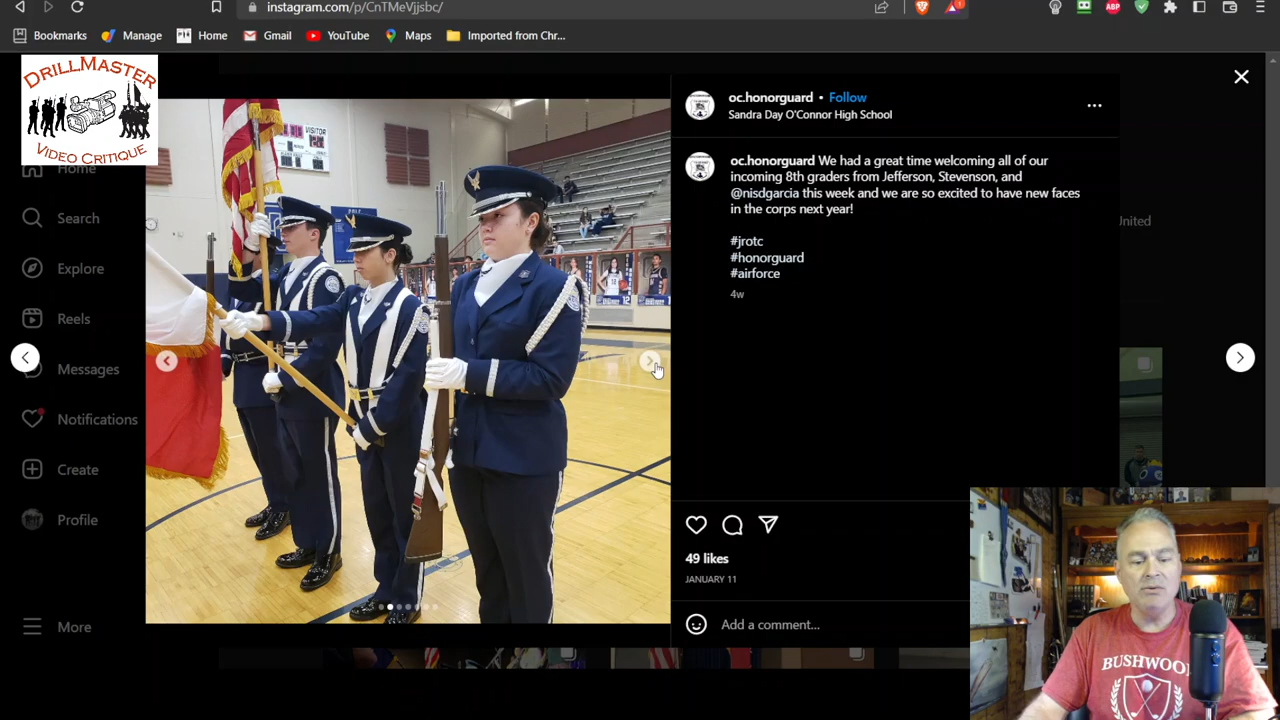 instagram.com/p/CnTMeVjjsbc/
Bookmarks
Manage
Home
Gmail
YouTube
Maps
Imported from Chr...
DRILLMASTER
VIDEO CRITIQUE
Home
Search
Explore
Reels
Messages
Notifications
Create
Profile
More
VISITOR
oc.honorguard • Follow
Sandra Day O'Connor High School
oc.honorguard We had a great time welcoming all of our
incoming 8th graders from Jefferson, Stevenson, and
@nisdgarcia this week and we are so excited to have new faces
in the corps next year!
#jrotc
#honorguard
#airforce
4w
United
12
49 likes
JANUARY 11
Add a comment...
BUSHWOO